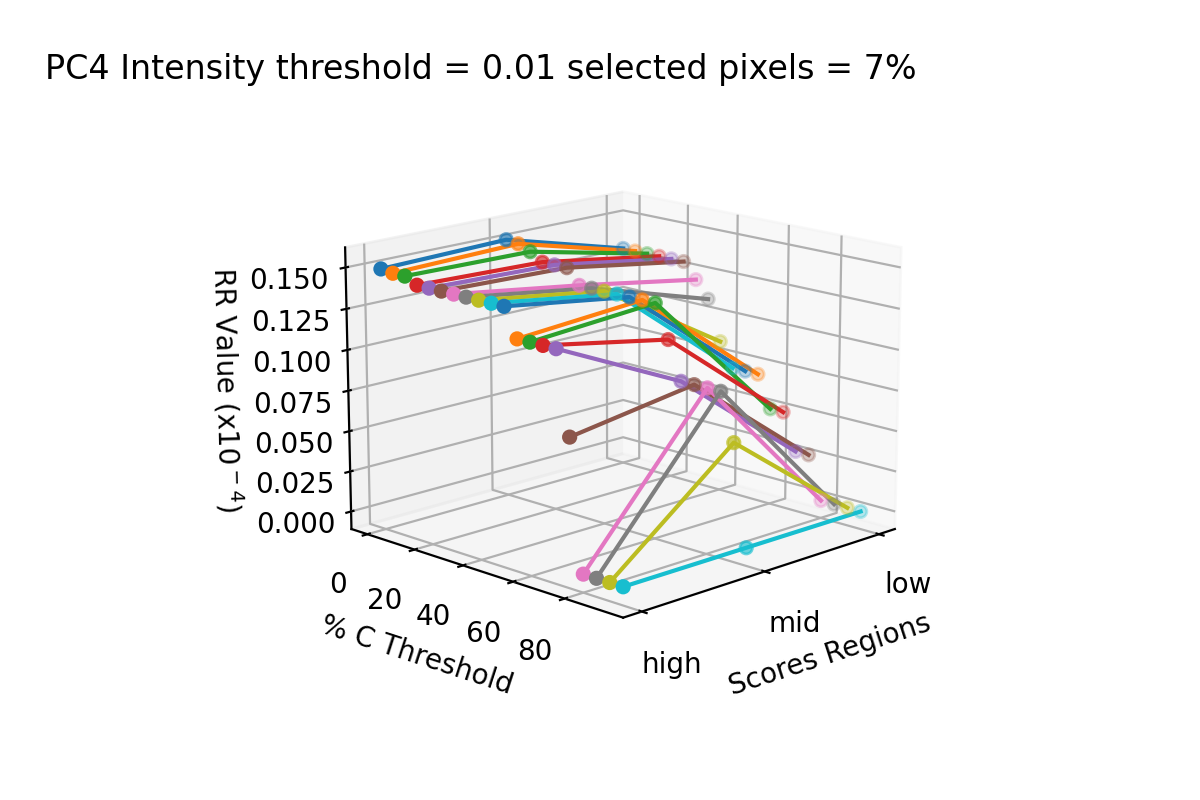 PC4 Intensity threshold = 0.01 selected pixels = 7%
RR Value (x10⁻⁴)
0.150
0.125
0.100
0.075
0.050
0.025
0.000
0
20
40
60
80
% C Threshold
high
mid
low
Scores Regions